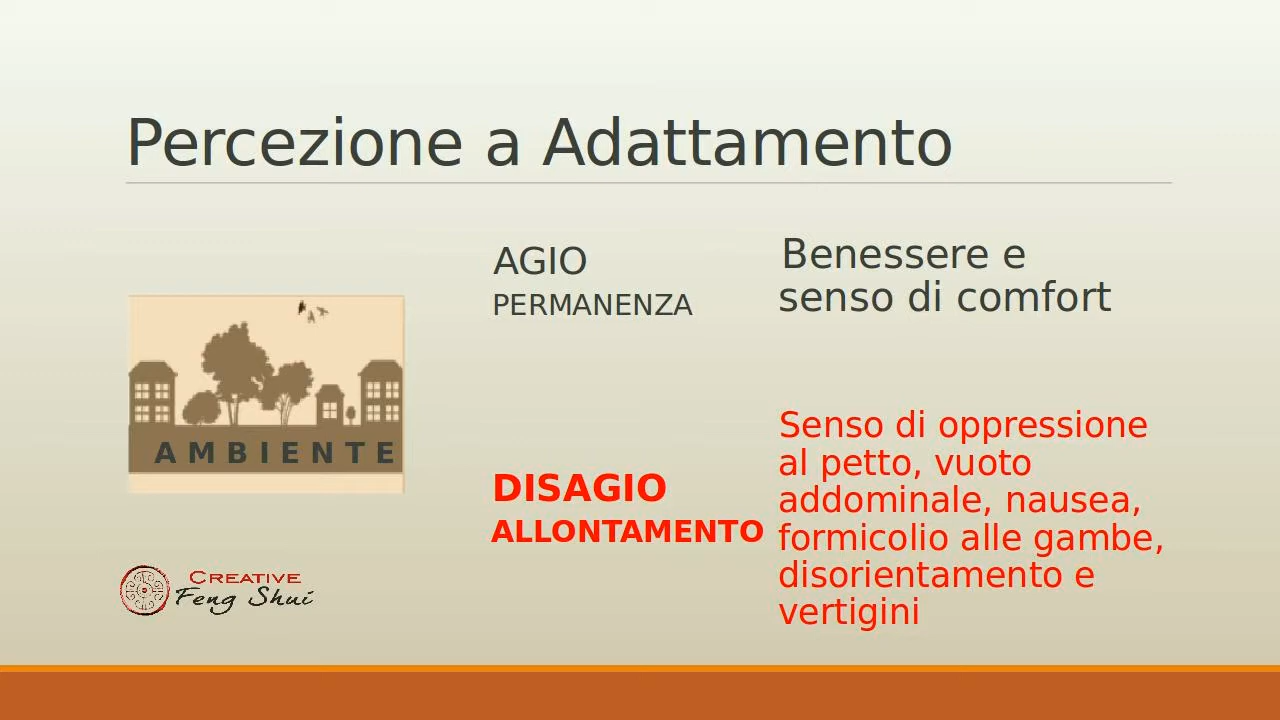 Percezione a Adattamento
AGIO
PERMANENZA
Benessere e
senso di comfort
AMBIENTE
DISAGIO
ALLONTAMENTO
Senso di oppressione
al petto, vuoto
addominale, nausea,
formicolio alle gambe,
disorientamento e
vertigini
CREATIVE
Feng Shui